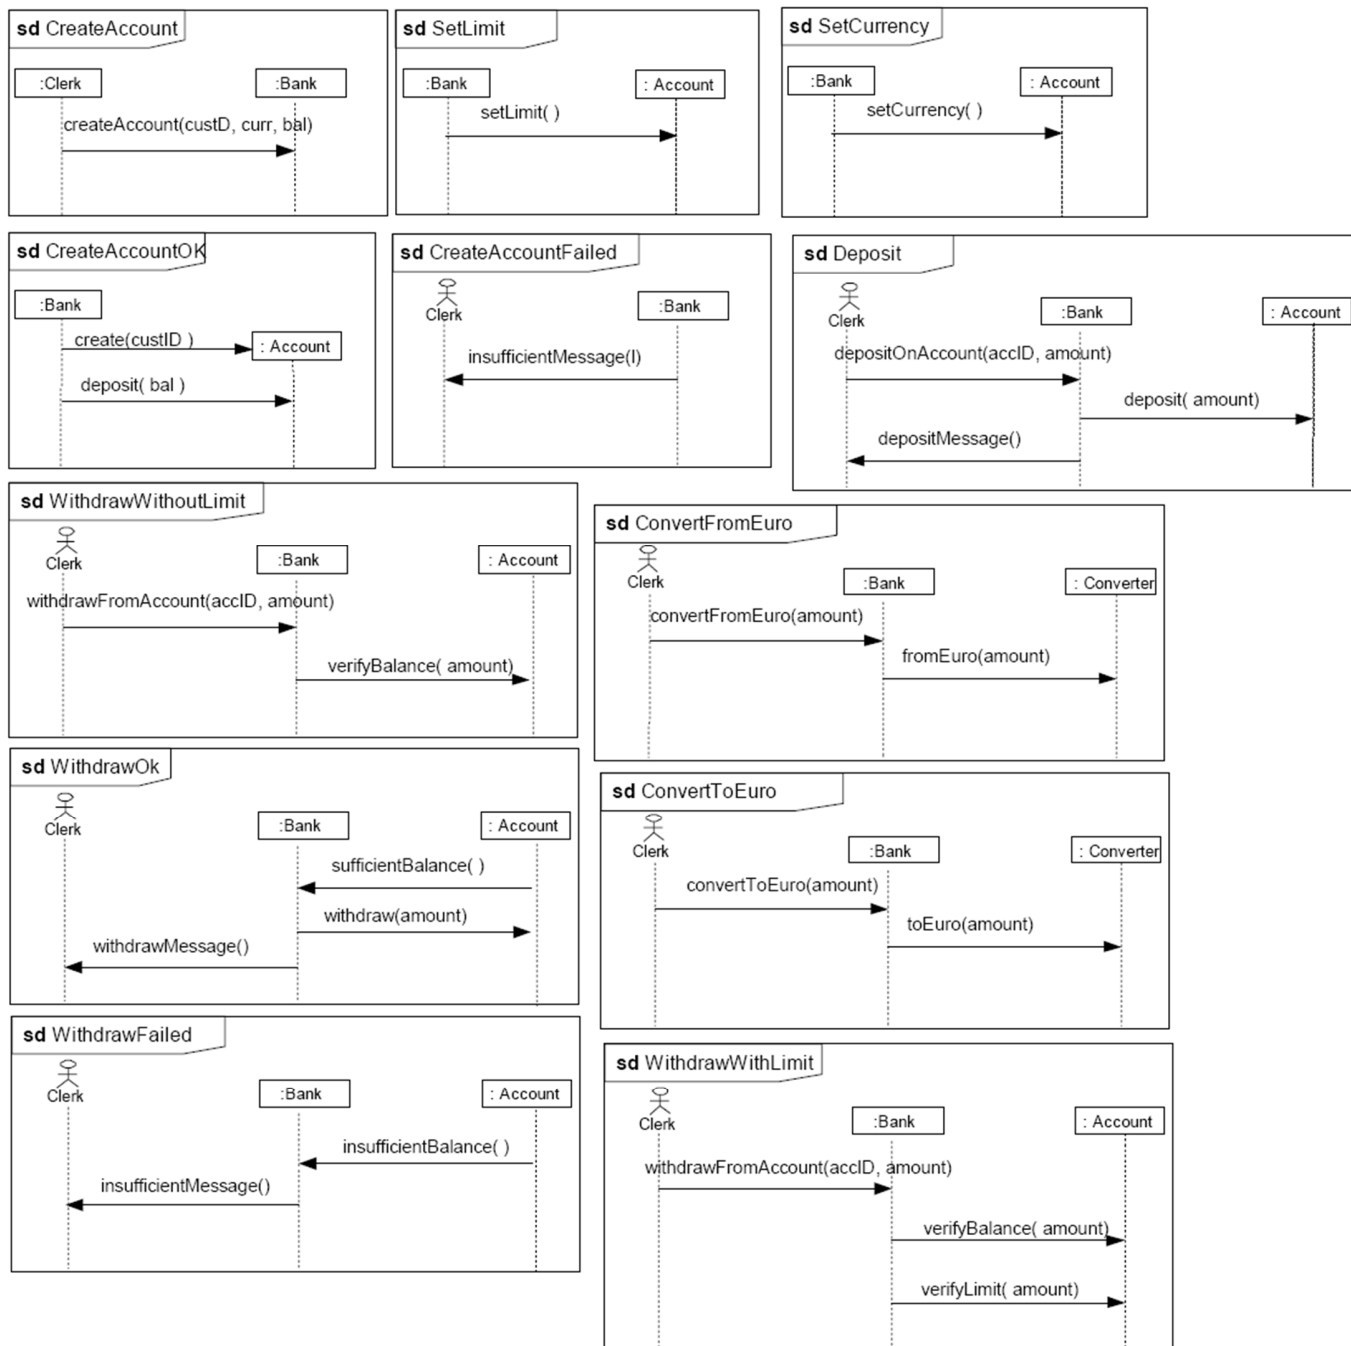 sd CreateAccount
:Clerk
:Bank
createAccount(custD, curr, bal)
sd SetLimit
:Bank
: Account
setLimit( )
sd SetCurrency
:Bank
: Account
setCurrency( )
sd CreateAccountOK
:Bank
create(custID )
: Account
deposit( bal )
sd CreateAccountFailed
Clerk
:Bank
insufficientMessage(l)
sd Deposit
Clerk
:Bank
: Account
depositOnAccount(accID, amount)
deposit( amount)
depositMessage()
sd WithdrawWithoutLimit
Clerk
:Bank
: Account
withdrawFromAccount(accID, amount)
verifyBalance( amount)
sd ConvertFromEuro
Clerk
:Bank
: Converter
convertFromEuro(amount)
fromEuro(amount)
sd WithdrawOk
Clerk
:Bank
: Account
sufficientBalance( )
withdraw(amount)
withdrawMessage()
sd ConvertToEuro
Clerk
:Bank
: Converter
convertToEuro(amount)
toEuro(amount)
sd WithdrawFailed
Clerk
:Bank
: Account
insufficientBalance( )
insufficientMessage()
sd WithdrawWithLimit
Clerk
:Bank
: Account
withdrawFromAccount(accID, amount)
verifyBalance( amount)
verifyLimit( amount)